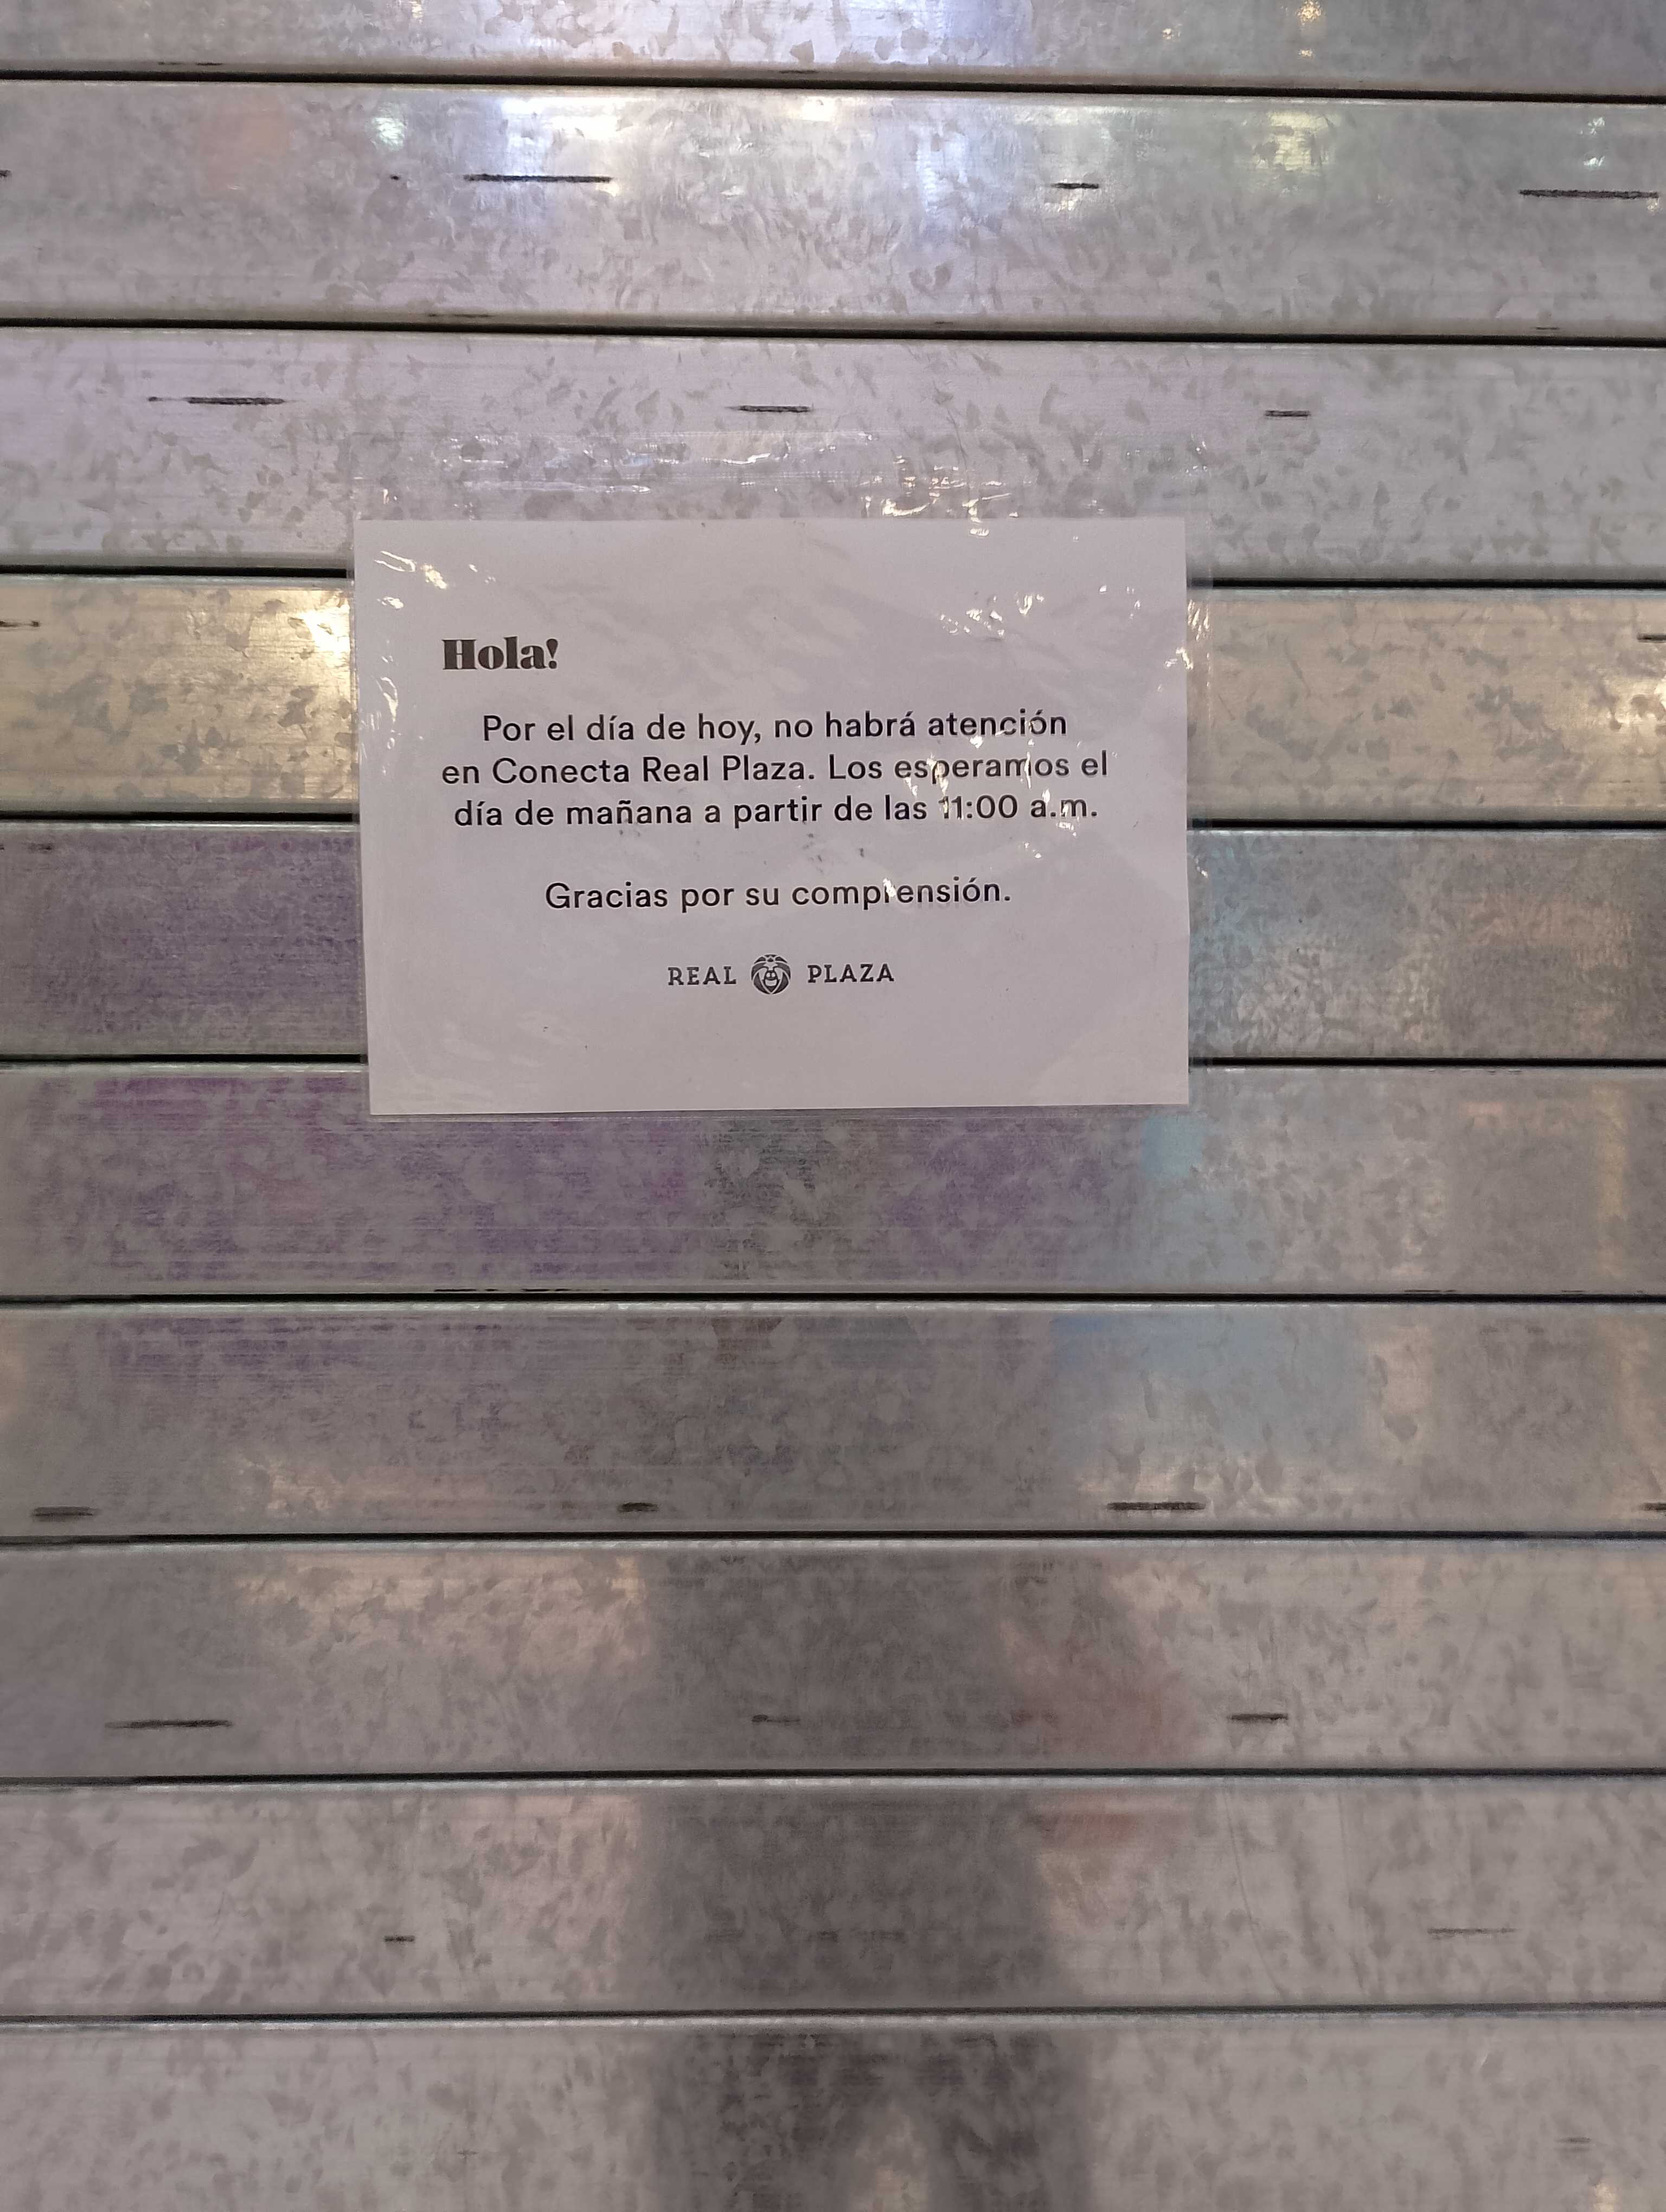 Hola!
Por el día de hoy, no habrá atención
en Conecta Real Plaza. Los esperamos el
día de mañana a partir de las 11:00 a.m.
Gracias por su comprensión.
REAL PLAZA